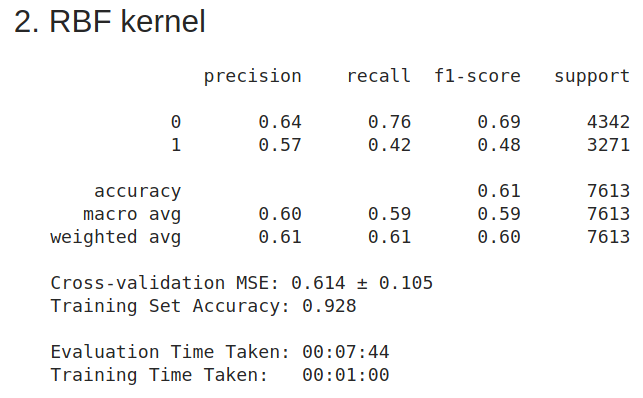 2. RBF kernel
precision recall f1-score support
0 0.64 0.76 0.69 4342
1 0.57 0.42 0.48 3271
accuracy 0.61 7613
macro avg 0.60 0.59 0.59 7613
weighted avg 0.61 0.61 0.60 7613
Cross-validation MSE: 0.614 ± 0.105
Training Set Accuracy: 0.928
Evaluation Time Taken: 00:07:44
Training Time Taken: 00:01:00